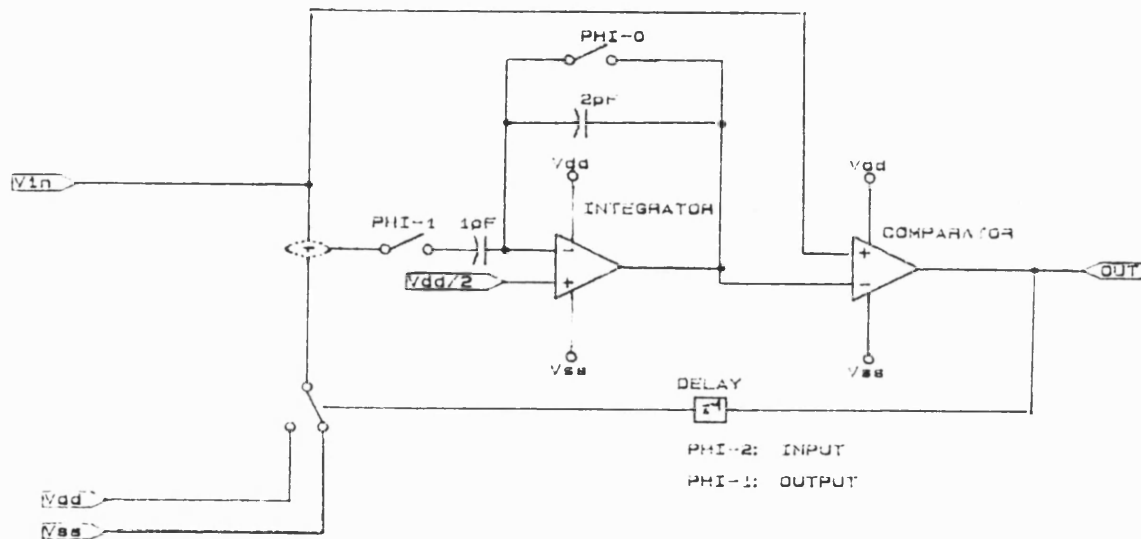 PHI-0
2pF
Vdd
Vdd
Vin
INTEGRATOR
PHI-1
1pF
COMPARATOR
-
+
+
Vdd/2
+
-
OUT
Vss
Vss
DELAY
z⁻¹
PHI-2: INPUT
PHI-1: OUTPUT
Vdd
Vss